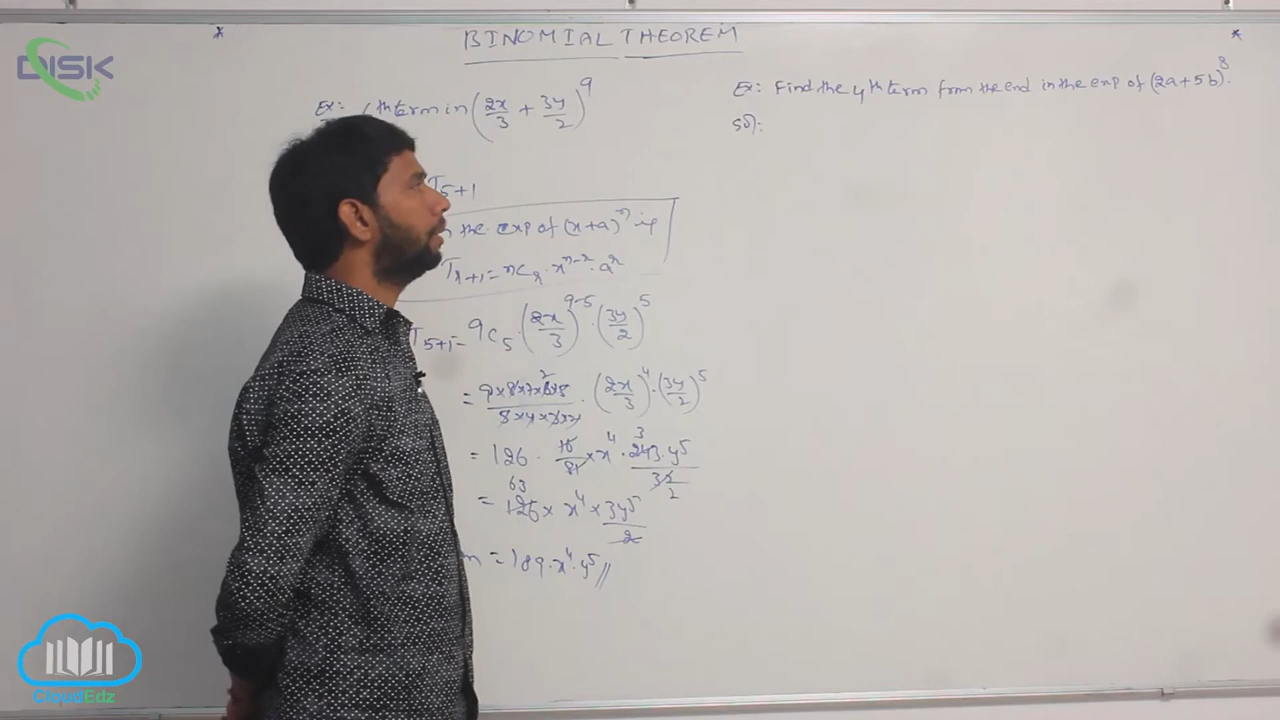 DISK
BINOMIAL THEOREM
Ex: 6th term in (2x/3 + 3y/2)^9
T5+1
the exp of (x+a)^n is
Tr+1 = nCr · x^n-r · a^r
T5+1 = 9C5 · (2x/3)^9-5 · (3y/2)^5
= 9x8x7x6x5 / 5x4x3x2 · (2x/3)^4 · (3y/2)^5
= 126 · 16/81 x x^4 · 243·y^5 / 32
= 126 x x^4 x 3y^5 / 2
= 189·x^4·y^5 //
Ex: Find the 4th term from the end in the exp of (2a+5b)^8.
Sol:
CloudEdz